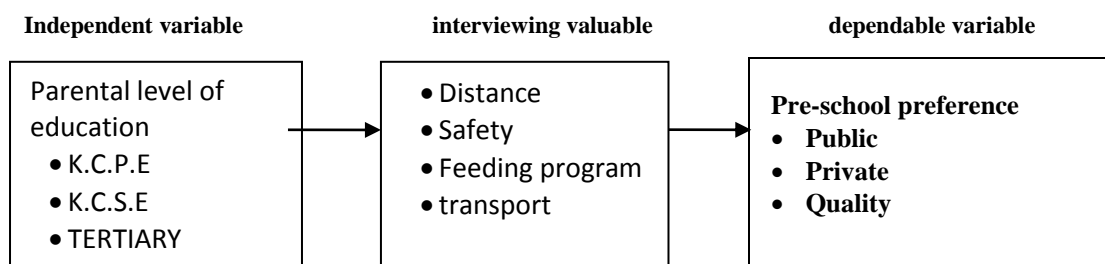 Independent variable
interviewing valuable
dependable variable
Parental level of
education
• K.C.P.E
• K.C.S.E
• TERTIARY
• Distance
• Safety
• Feeding program
• transport
Pre-school preference
• Public
• Private
• Quality